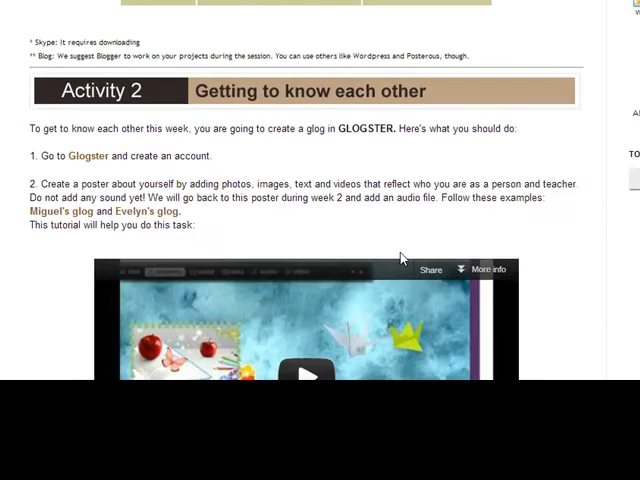 * Skype: It requires downloading
** Blog: We suggest Blogger to work on your projects during the session. You can use others like Wordpress and Posterous, though.
Activity 2 Getting to know each other
To get to know each other this week, you are going to create a glog in GLOGSTER. Here's what you should do:
1. Go to Glogster and create an account.
2. Create a poster about yourself by adding photos, images, text and videos that reflect who you are as a person and teacher.
Do not add any sound yet! We will go back to this poster during week 2 and add an audio file. Follow these examples:
Miguel's glog and Evelyn's glog.
This tutorial will help you do this task:
Share More info